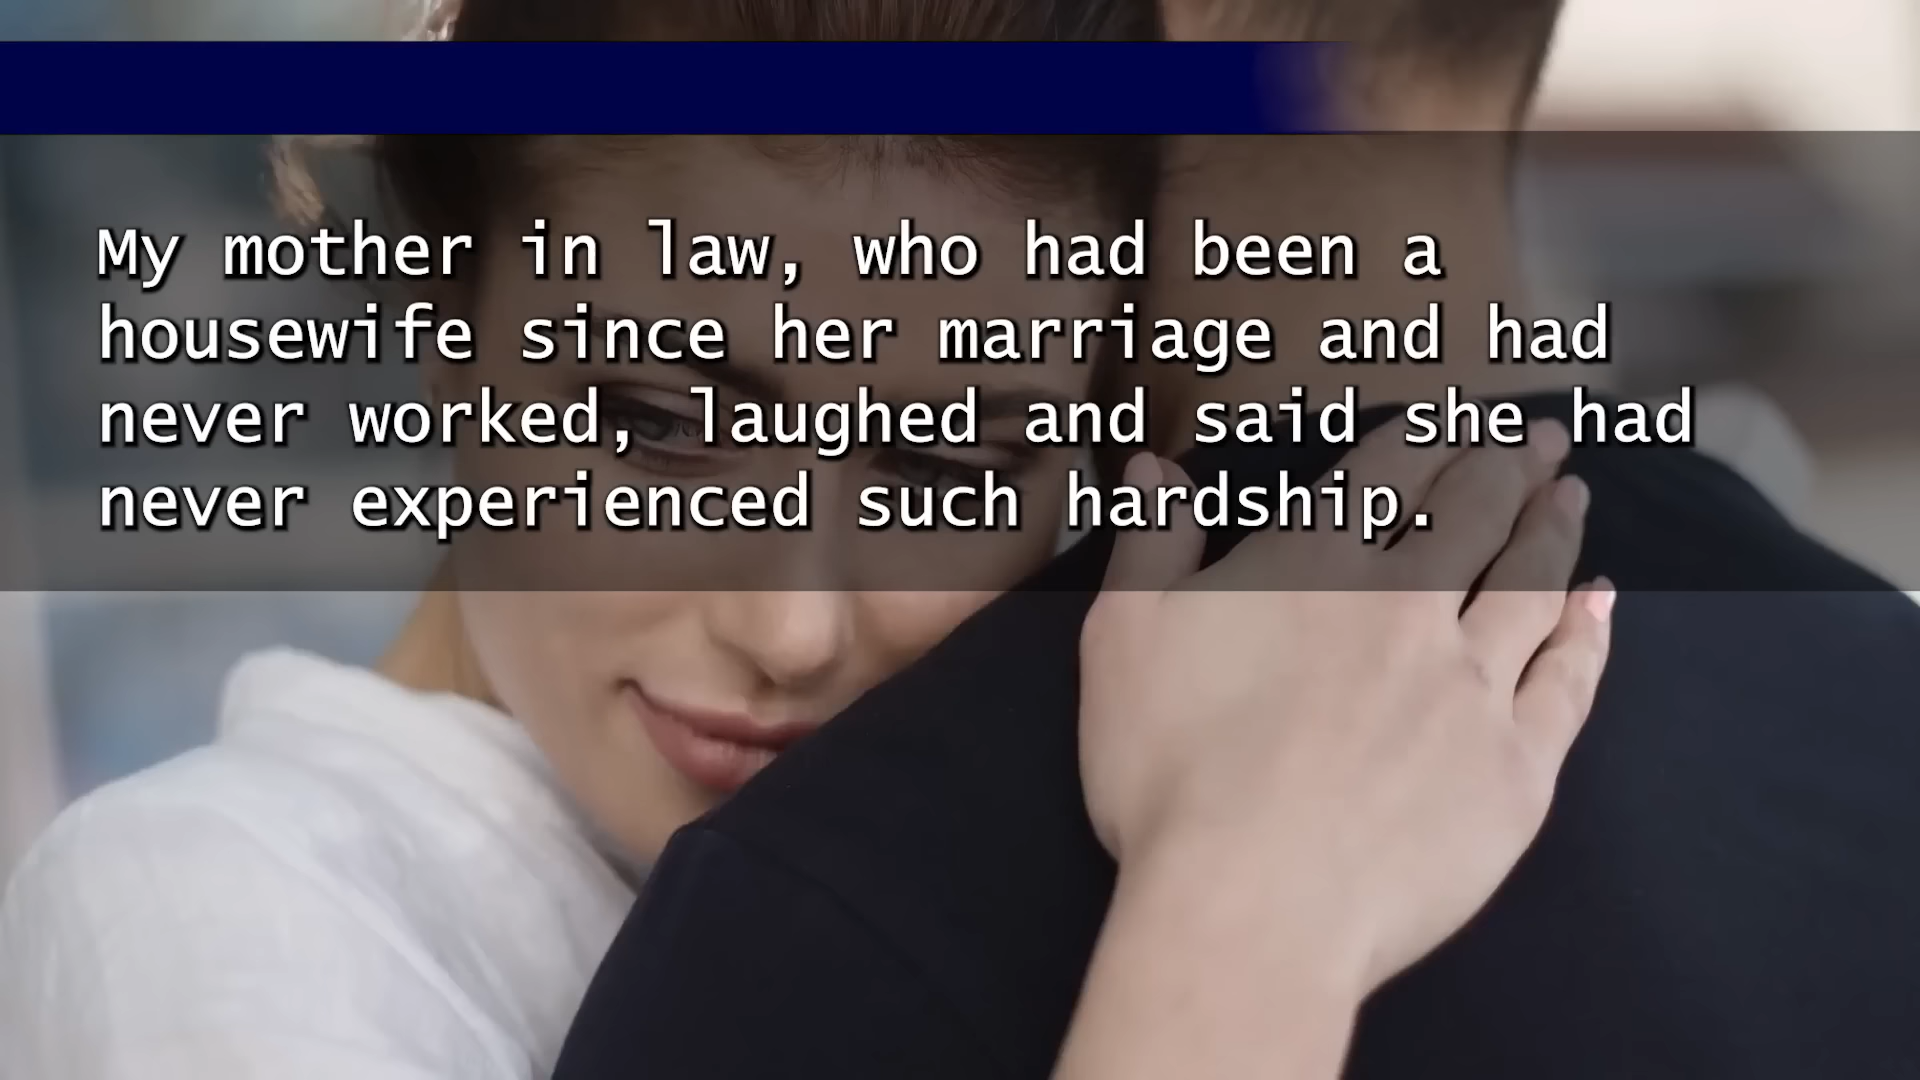 My mother in law, who had been a
housewife since her marriage and had
never worked, laughed and said she had
never experienced such hardship.